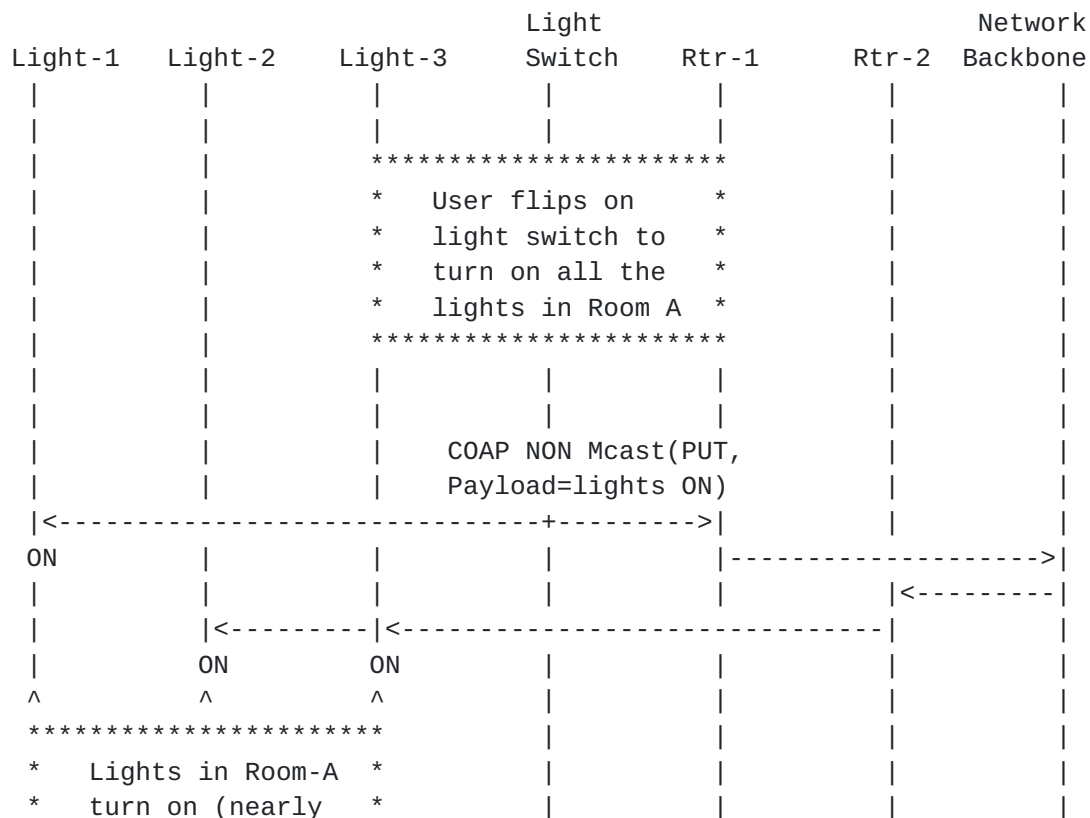 Light                             Network
Light-1   Light-2    Light-3     Switch    Rtr-1         Rtr-2  Backbone
 |          |          |          |          |          |          |
 |          |          |          |          |          |          |
 |          |          ***********************          |          |
 |          |          *   User flips on     *          |          |
 |          |          *   light switch to   *          |          |
 |          |          *   turn on all the   *          |          |
 |          |          *   lights in Room A  *          |          |
 |          |          ***********************          |          |
 |          |          |          |          |          |          |
 |          |          |          |          |          |          |
 |          |          |    COAP NON Mcast(PUT,         |          |
 |          |          |    Payload=lights ON)          |          |
 |<-------------------------------+--------->|          |          |
 ON         |          |          |          |-------------------->|
 |          |          |          |          |          |<---------|
 |          |<---------|<-------------------------------|          |
 |          ON         ON         |          |          |          |
 ^          ^          ^          |          |          |          |
 ***********************          |          |          |          |
 *   Lights in Room-A  *          |          |          |          |
 *   turn on (nearly   *          |          |          |          |